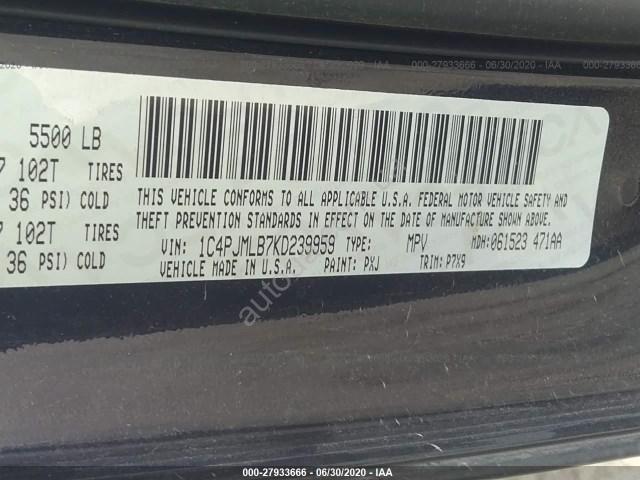 000-27933666 - 06/30/2020 - IAA
5500 LB
102T TIRES
36 PSI) COLD
102T TIRES
36 PSI) COLD
THIS VEHICLE CONFORMS TO ALL APPLICABLE U.S.A. FEDERAL MOTOR VEHICLE SAFETY AND
THEFT PREVENTION STANDARDS IN EFFECT ON THE DATE OF MANUFACTURE SHOWN ABOVE.
VIN: 1C4PJMLB7KD239959 TYPE: MPV MDH: 061523 471AA
VEHICLE MADE IN U.S.A. PAINT: PXJ TRIM: P7X9
000-27933666 - 06/30/2020 - IAA